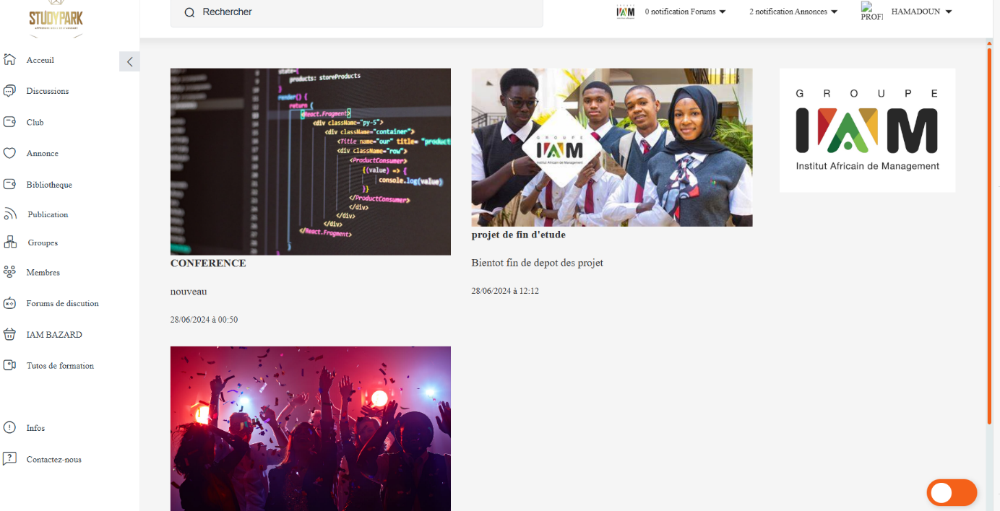 STUDYPARK
Rechercher
IAM
0 notification Forums
2 notification Annonces
PROFI
HAMADOUN
Acceuil
Discussions
Club
Annonce
Bibliotheque
Publication
Groupes
Membres
Forums de discution
IAM BAZARD
Tutos de formation
Infos
Contactez-nous
products: storeProducts
render() {
return (
<React.Fragment>
<div className="py-5">
<div className="container">
<Title name="our" title= "product
<div className="row">
<ProductConsumer>
{(value) => {
console.log(value)
}}
</ProductConsumer>
</div>
</div>
</div>
</React.Fragment>
CONFERENCE
nouveau
28/06/2024 à 00:50
GROUPE
IAM
Institut Africain de Management
projet de fin d'etude
Bientot fin de depot des projet
28/06/2024 à 12:12
GROUPE
IAM
Institut Africain de Management